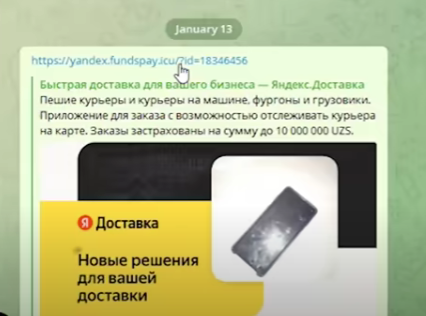 January 13
https://yandex.fundspay.icu/?id=18346456
Быстрая доставка для вашего бизнеса — Яндекс.Доставка
Пешие курьеры и курьеры на машине, фургоны и грузовики.
Приложение для заказа с возможностью отслеживать курьера
на карте. Заказы застрахованы на сумму до 10 000 000 UZS.
Я Доставка
Новые решения
для вашей
доставки